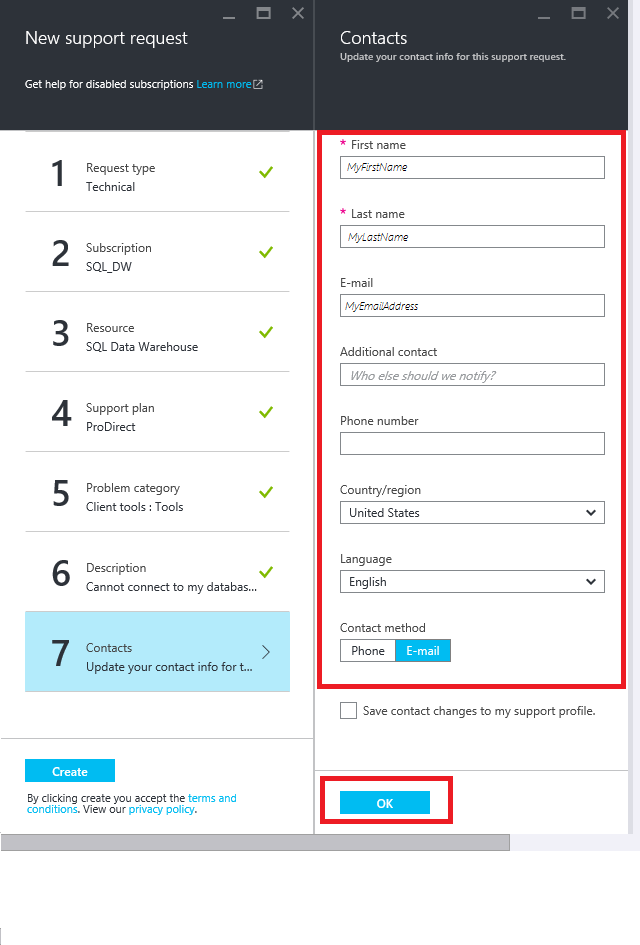 New support request
Get help for disabled subscriptions Learn more
1
Request type
Technical
2
Subscription
SQL_DW
3
Resource
SQL Data Warehouse
4
Support plan
ProDirect
5
Problem category
Client tools : Tools
6
Description
Cannot connect to my databas...
7
Contacts
Update your contact info for t...
Create
By clicking create you accept the terms and
conditions. View our privacy policy.
Contacts
Update your contact info for this support request.
* First name
MyFirstName
* Last name
MyLastName
E-mail
MyEmailAddress
Additional contact
Who else should we notify?
Phone number
Country/region
United States
Language
English
Contact method
Phone E-mail
Save contact changes to my support profile.
OK